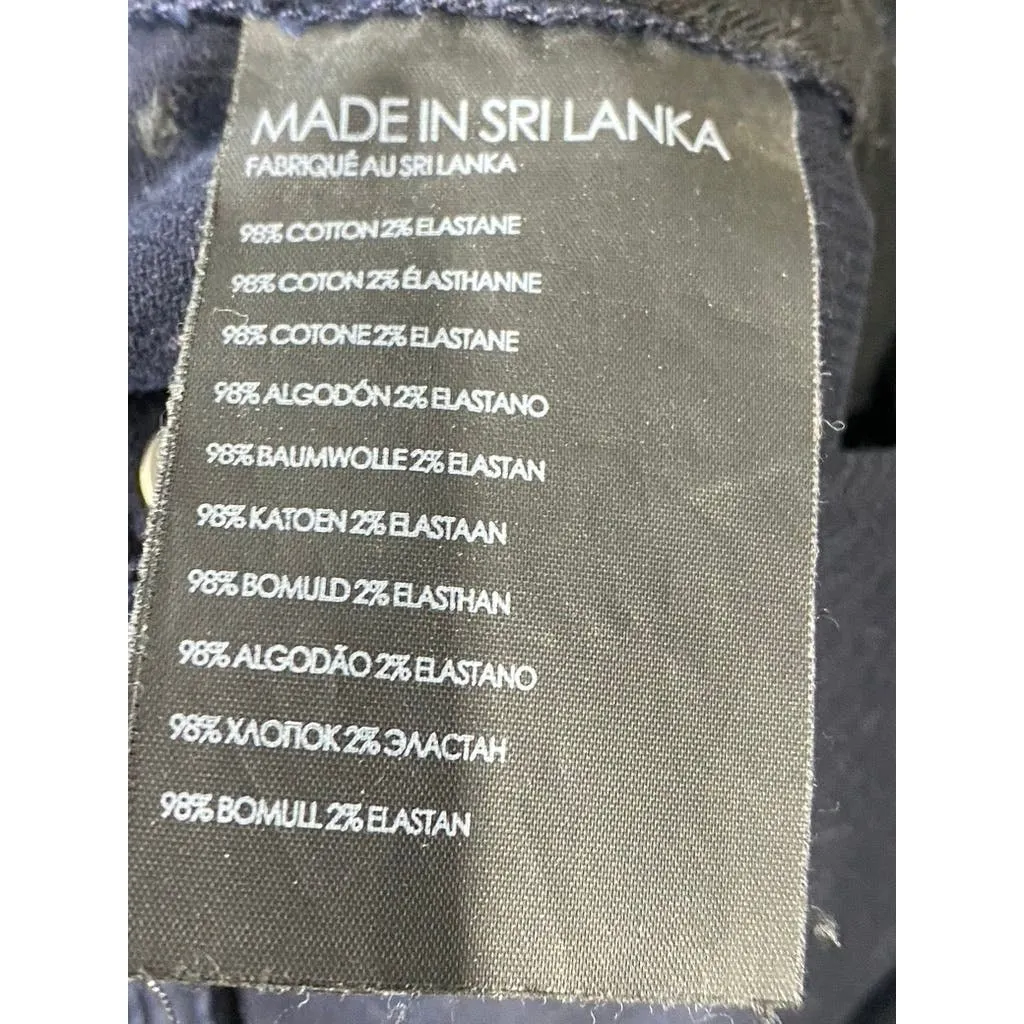 MADE IN SRI LANKA
FABRIQUÉ AU SRI LANKA
98% COTTON 2% ELASTANE
98% COTON 2% ÉLASTHANNE
98% COTONE 2% ELASTANE
98% ALGODÓN 2% ELASTANO
98% BAUMWOLLE 2% ELASTAN
98% KATOEN 2% ELASTAAN
98% BOMULD 2% ELASTHAN
98% ALGODÃO 2% ELASTANO
98% ХЛОПОК 2% ЭЛАСТАН
98% BOMULL 2% ELASTAN